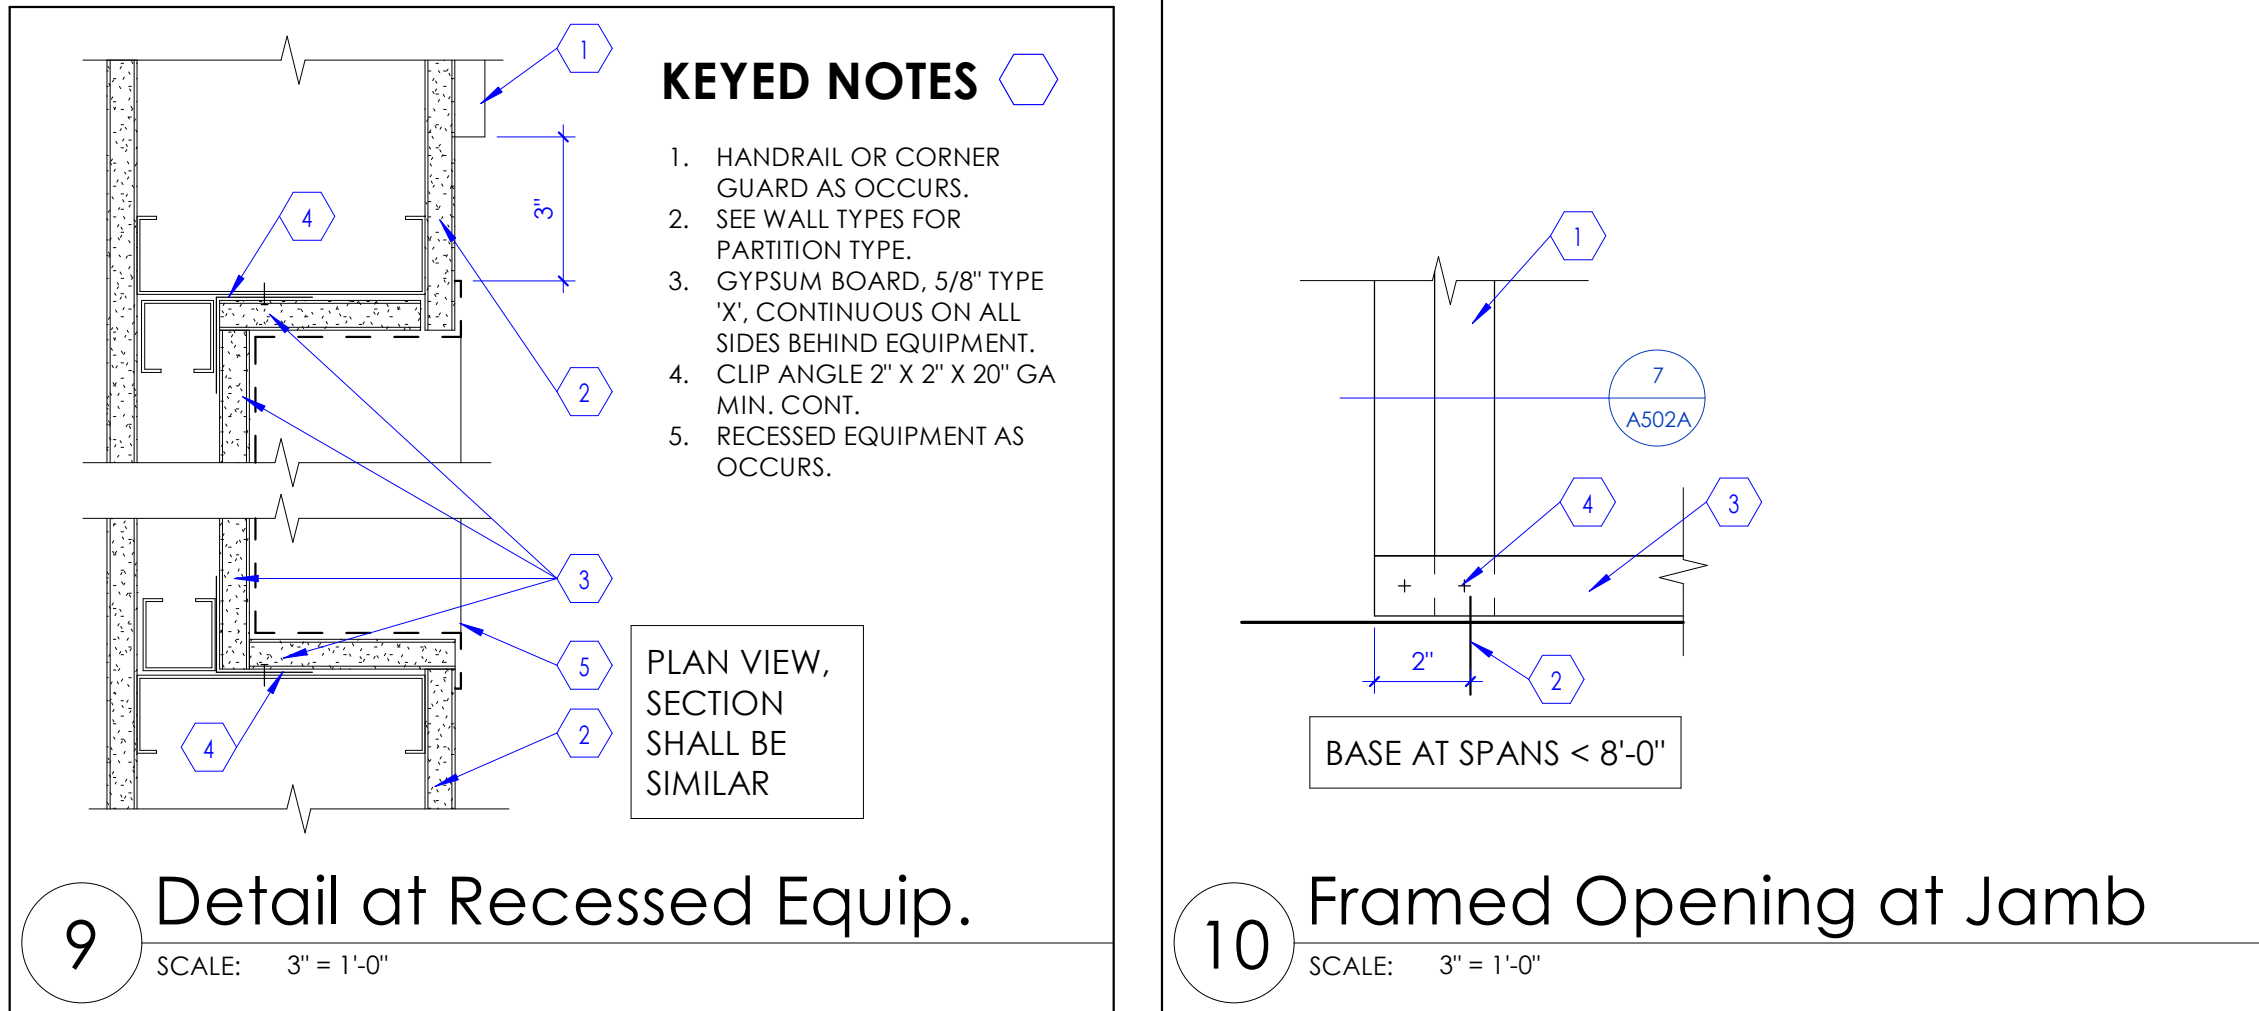 1
KEYED NOTES
1. HANDRAIL OR CORNER
GUARD AS OCCURS.
2. SEE WALL TYPES FOR
PARTITION TYPE.
3. GYPSUM BOARD, 5/8" TYPE
'X', CONTINUOUS ON ALL
SIDES BEHIND EQUIPMENT.
4. CLIP ANGLE 2" X 2" X 20" GA
MIN. CONT.
5. RECESSED EQUIPMENT AS
OCCURS.
4
3"
2
3
5
2
4
PLAN VIEW,
SECTION
SHALL BE
SIMILAR
9
Detail at Recessed Equip.
SCALE: 3" = 1'-0"
1
7
A502A
4
3
2"
2
BASE AT SPANS < 8'-0"
10
Framed Opening at Jamb
SCALE: 3" = 1'-0"